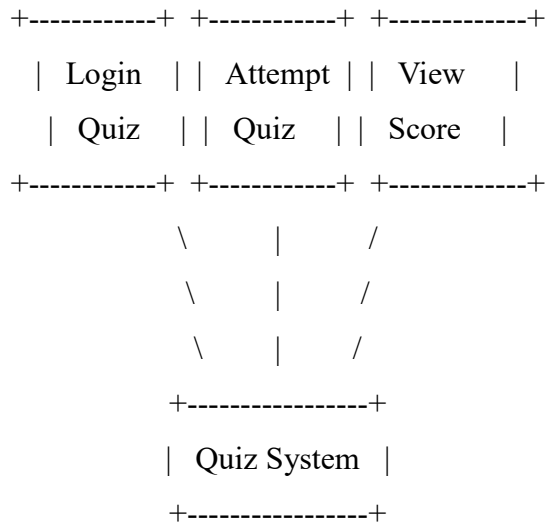 +------------+ +------------+ +-------------+
| Login | | Attempt | | View |
| Quiz | | Quiz | | Score |
+------------+ +------------+ +-------------+
\ | /
\ | /
\ | /
+-----------------+
| Quiz System |
+-----------------+